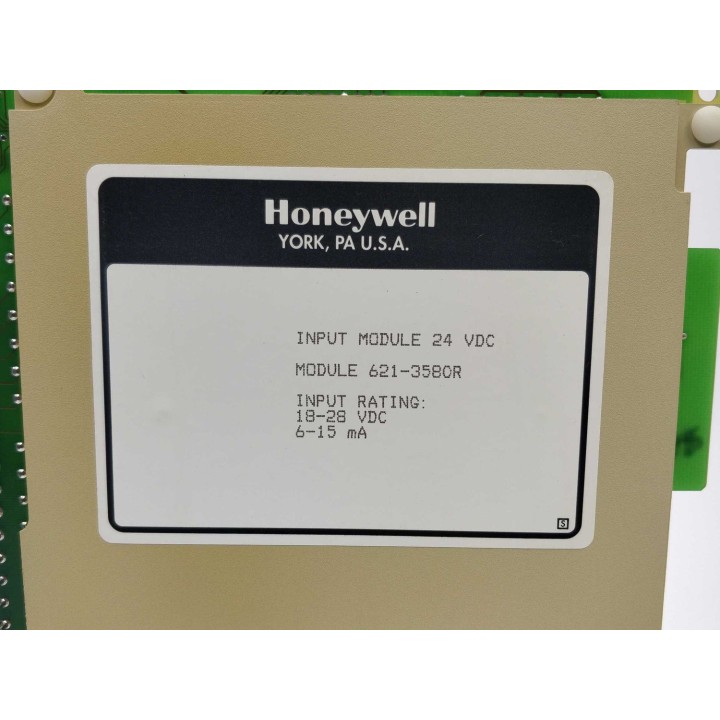 Honeywell
YORK, PA U.S.A.
INPUT MODULE 24 VDC
MODULE 621-3580R
INPUT RATING:
18-28 VDC
6-15 mA
S